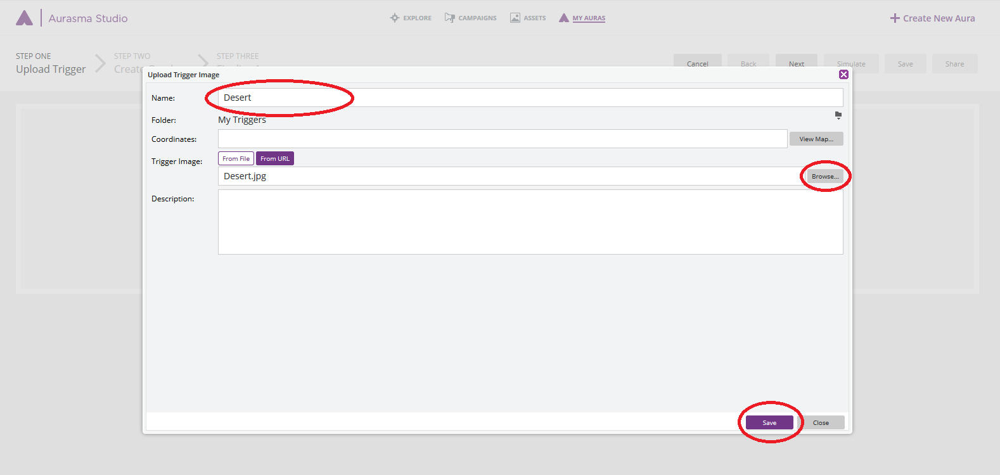 Aurasma Studio
EXPLORE
CAMPAIGNS
ASSETS
MY AURAS
Create New Aura
STEP ONE
Upload Trigger
STEP TWO
Create
STEP THREE
Cancel
Back
Next
Simulate
Save
Share
Upload Trigger Image
Name:
Desert
Folder:
My Triggers
Coordinates:
View Map...
Trigger Image:
From File
From URL
Desert.jpg
Browse...
Description:
Save
Close